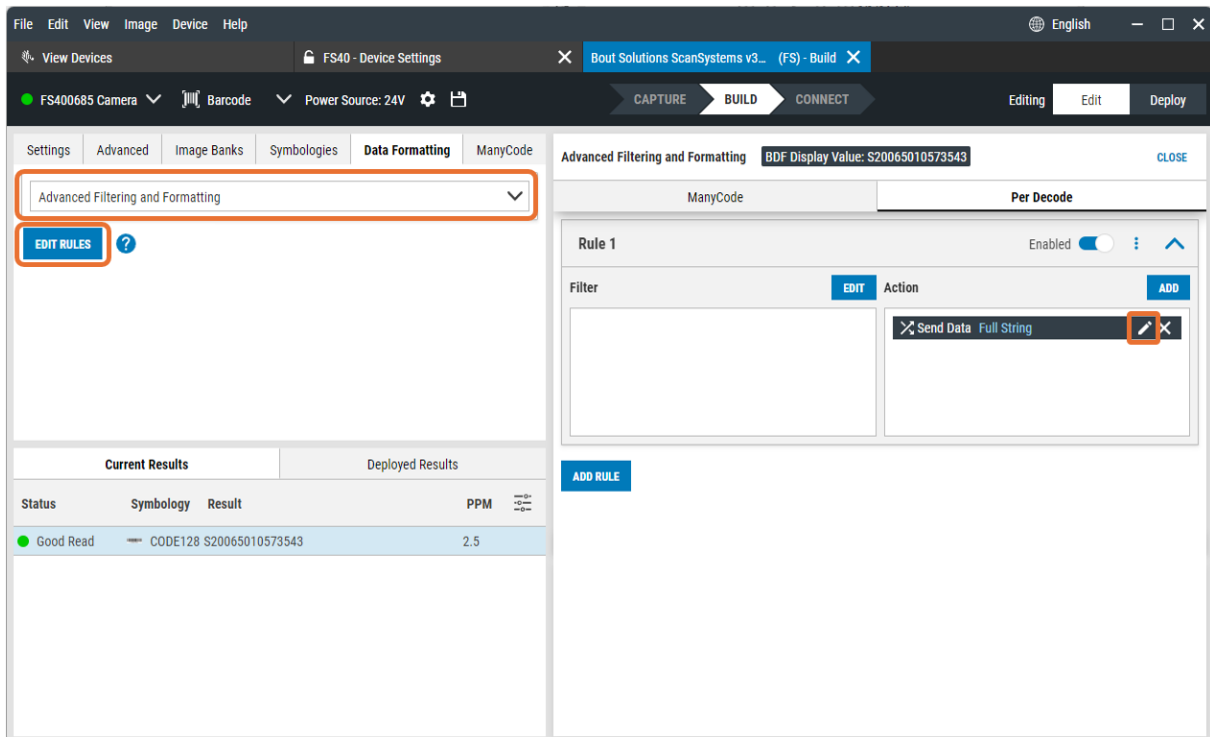 File Edit View Image Device Help English
View Devices FS40 - Device Settings Bout Solutions ScanSystems v3... (FS) - Build
FS400685 Camera Barcode Power Source: 24V CAPTURE BUILD CONNECT Editing Edit Deploy
Settings Advanced Image Banks Symbologies Data Formatting ManyCode
Advanced Filtering and Formatting
EDIT RULES ?
Current Results Deployed Results
Status Symbology Result PPM
Good Read CODE128 S20065010573543 2.5
Advanced Filtering and Formatting BDF Display Value: S20065010573543 CLOSE
ManyCode Per Decode
Rule 1 Enabled
Filter EDIT Action ADD
Send Data Full String
ADD RULE